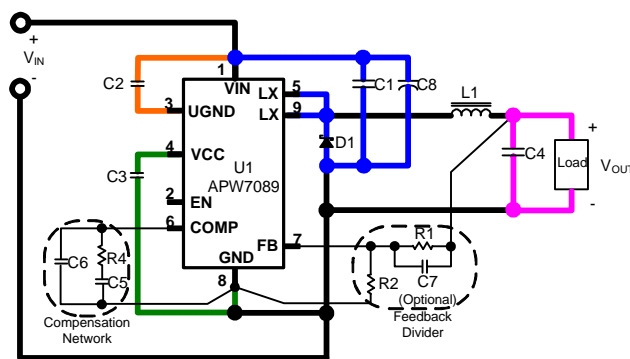 +
VIN
-
1
VIN
C2
3
UGND
LX
5
LX
9
C1
C8
L1
D1
4
VCC
U1
APW7089
C3
2
EN
6
COMP
FB
7
GND
8
C4
Load
+
VOUT
-
C6
R4
C5
R1
R2
C7
(Optional)
Compensation
Network
Feedback
Divider